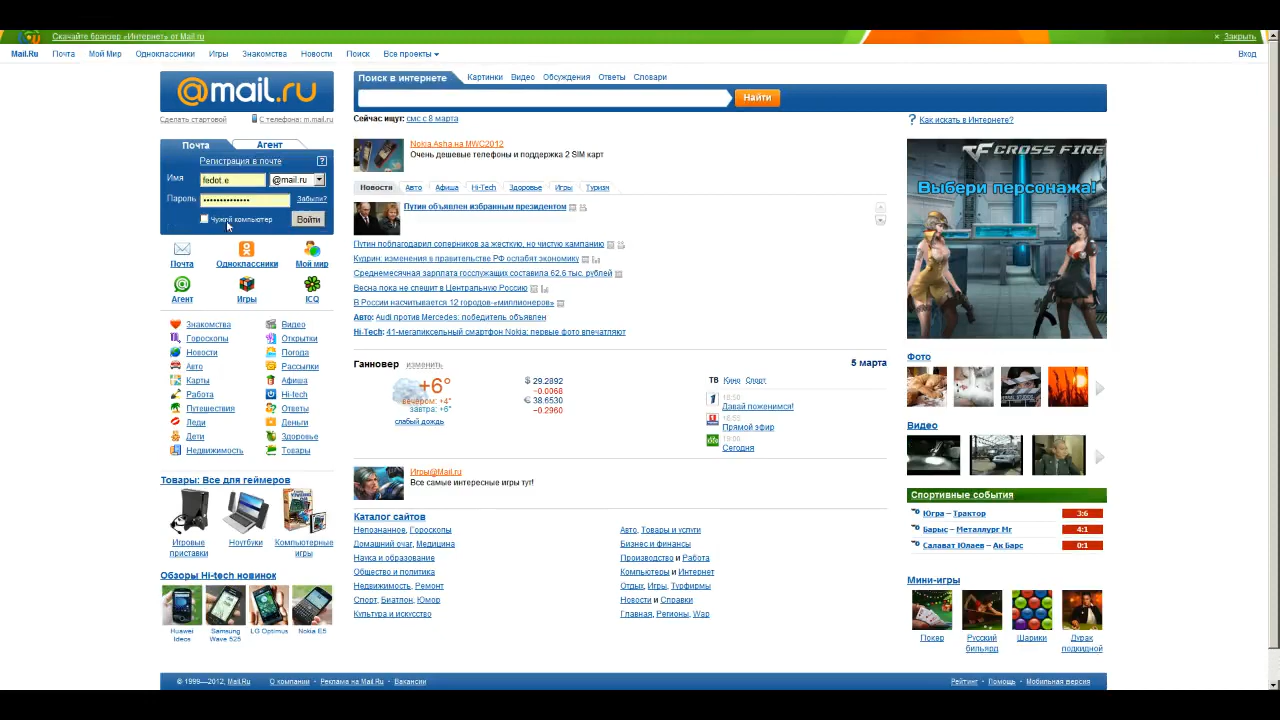 Скачайте браузер «Интернет» от Mail.ru
× Закрыть
Mail.Ru Почта Мой Мир Одноклассники Игры Знакомства Новости Поиск Все проекты Вход
@mail.ru
Сделать стартовой С телефона: m.mail.ru
Поиск в интернете Картинки Видео Обсуждения Ответы Словари
Найти
Сейчас ищут: смс с 8 марта
? Как искать в Интернете?
Почта Агент
Регистрация в почте ?
Имя fedot.e @mail.ru
Пароль •••••••••••••• Забыли?
Чужой компьютер Войти
Почта Одноклассники Мой мир
Агент Игры ICQ
Знакомства Видео
Гороскопы Открытки
Новости Погода
Авто Рассылки
Карты Афиша
Работа Hi-tech
Путешествия Ответы
Леди Деньги
Дети Здоровье
Недвижимость Товары
Товары: Все для геймеров
Игровые приставки
Ноутбуки
Компьютерные игры
Обзоры Hi-tech новинок
Huawei Ideos
Samsung Wave 525
LG Optimus
Nokia E5
Nokia Asha на MWC2012
Очень дешевые телефоны и поддержка 2 SIM карт
Новости Авто Афиша Hi-Tech Здоровье Игры Туризм
Путин объявлен избранным президентом
Путин поблагодарил соперников за жесткую, но чистую кампанию
Кудрин: изменения в правительстве РФ ослабят экономику
Среднемесячная зарплата госслужащих составила 62,6 тыс. рублей
Весна пока не спешит в Центральную Россию
В России насчитывается 12 городов-«миллионеров»
Авто: Audi против Mercedes: победитель объявлен
Hi-Tech: 41-мегапиксельный смартфон Nokia: первые фото впечатляют
Ганновер изменить 5 марта
+6°
вечером: +4°
завтра: +6°
слабый дождь
$ 29.2892
−0.0068
€ 38.6530
−0.2960
ТВ Кино Спорт
Давай поженимся!
Прямой эфир
19:00
Сегодня
Игры@Mail.ru
Все самые интересные игры тут!
Каталог сайтов
Непознанное, Гороскопы
Домашний очаг, Медицина
Наука и образование
Общество и политика
Недвижимость, Ремонт
Спорт, Биатлон, Юмор
Культура и искусство
Авто, Товары и услуги
Бизнес и финансы
Производство и Работа
Компьютеры и Интернет
Отдых, Игры, Турфирмы
Новости и Справки
Главная, Регионы, Wap
CROSS FIRE
Выбери персонажа!
Фото
Видео
Спортивные события
Югра – Трактор 3:6
Барыс – Металлург Мг 4:1
Салават Юлаев – Ак Барс 0:1
Мини-игры
Покер
Русский бильярд
Шарики
Дурак подкидной
© 1999—2012, Mail.Ru О компании • Реклама на Mail.Ru • Вакансии
Рейтинг • Помощь • Мобильная версия